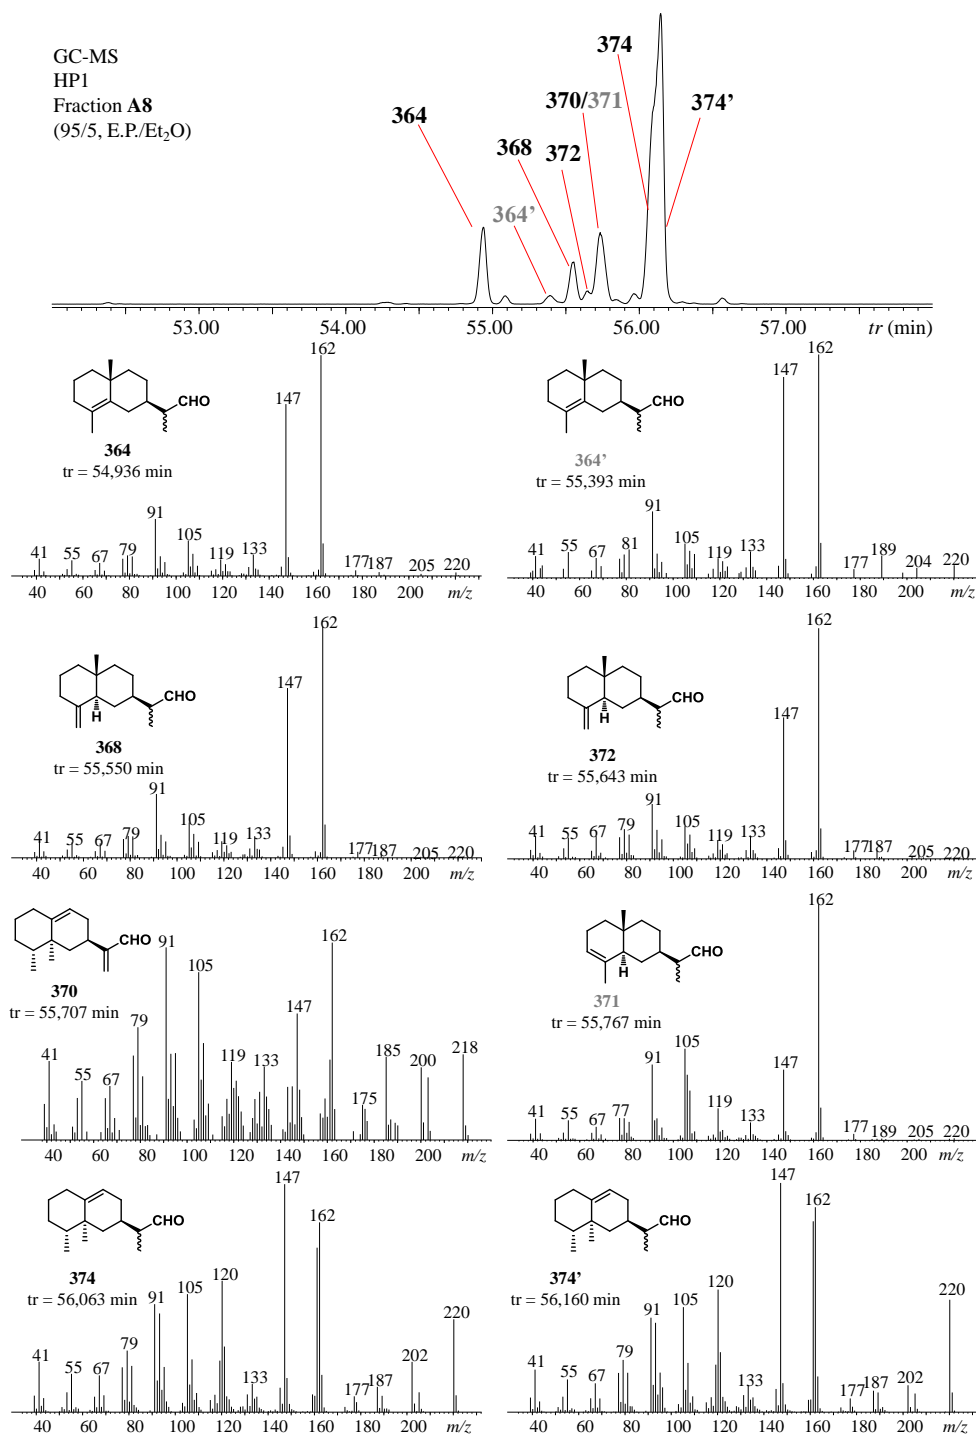 GC-MS
HP1
Fraction A8
(95/5, E.P./Et2O)
364
364’
368
372
370/371
374
374’
53.00 54.00 55.00 56.00 57.00 tr (min)
CHO
364
tr = 54,936 min
41 55 67 79 91 105 119 133 147 162 177 187 205 220
40 60 80 100 120 140 160 180 200 m/z
CHO
364’
tr = 55,393 min
41 55 67 81 91 105 119 133 147 162 177 189 204 220
40 60 80 100 120 140 160 180 200 m/z
CHO
H
368
tr = 55,550 min
41 55 67 79 91 105 119 133 147 162 177 187 205 220
40 60 80 100 120 140 160 180 200 m/z
CHO
H
372
tr = 55,643 min
41 55 67 79 91 105 119 133 147 162 177 187 205 220
40 60 80 100 120 140 160 180 200 m/z
CHO
370
tr = 55,707 min
41 55 67 79 91 105 119 133 147 162 175 185 200 218
40 60 80 100 120 140 160 180 200 m/z
CHO
H
371
tr = 55,767 min
41 55 67 77 91 105 119 133 147 162 177 189 205 220
40 60 80 100 120 140 160 180 200 m/z
CHO
374
tr = 56,063 min
41 55 67 79 91 105 120 133 147 162 177 187 202 220
40 60 80 100 120 140 160 180 200 m/z
CHO
374’
tr = 56,160 min
41 55 67 79 91 105 120 133 147 162 177 187 202 220
40 60 80 100 120 140 160 180 200 m/z